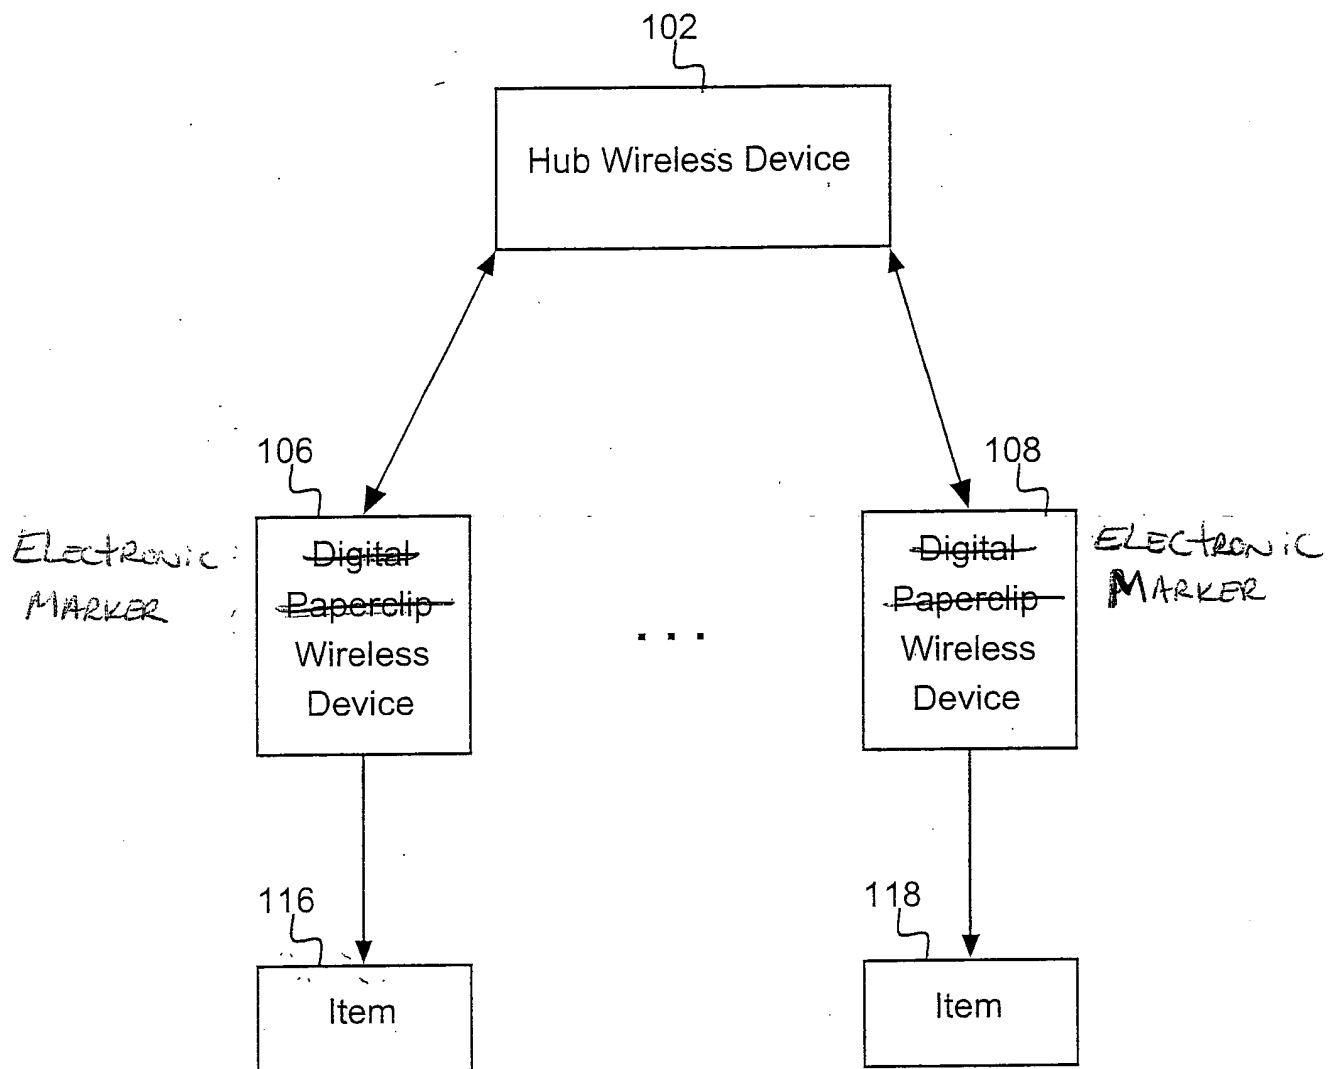 102
Hub Wireless Device
106
108
ELECTRONIC
MARKER
Digital
Paperclip
Wireless
Device
. . .
Digital
Paperclip
Wireless
Device
ELECTRONIC
MARKER
116
118
Item
Item